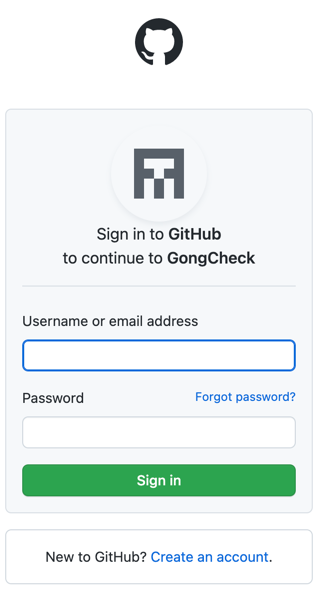 Sign in to GitHub
to continue to GongCheck
Username or email address
Password
Forgot password?
Sign in
New to GitHub? Create an account.